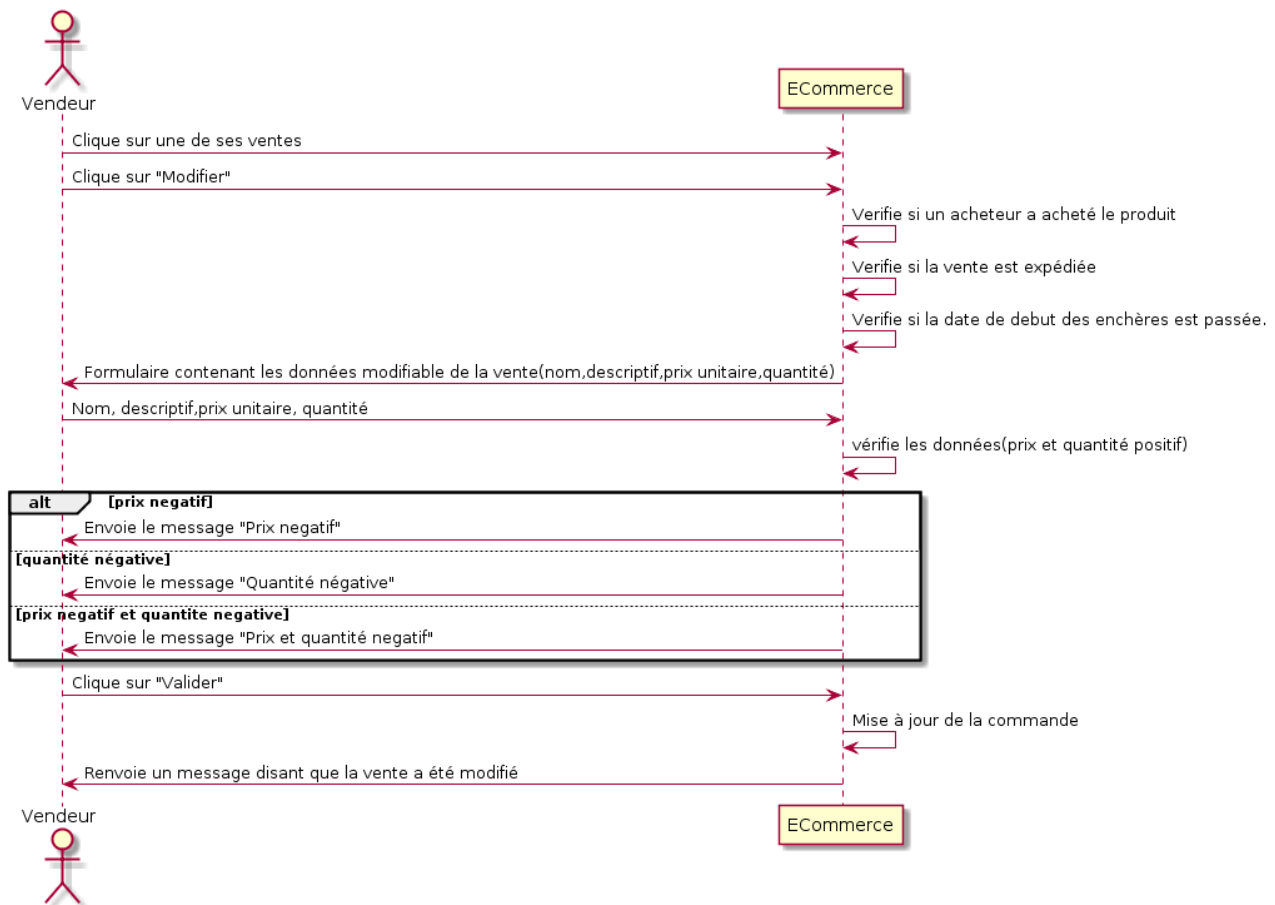 Vendeur
ECommerce
Clique sur une de ses ventes
Clique sur "Modifier"
Verifie si un acheteur a acheté le produit
Verifie si la vente est expédiée
Verifie si la date de debut des enchères est passée.
Formulaire contenant les données modifiable de la vente(nom,descriptif,prix unitaire,quantité)
Nom, descriptif,prix unitaire, quantité
vérifie les données(prix et quantité positif)
alt [prix negatif]
Envoie le message "Prix negatif"
[quantité négative]
Envoie le message "Quantité négative"
[prix negatif et quantite negative]
Envoie le message "Prix et quantité negatif"
Clique sur "Valider"
Mise à jour de la commande
Renvoie un message disant que la vente a été modifié
Vendeur
ECommerce